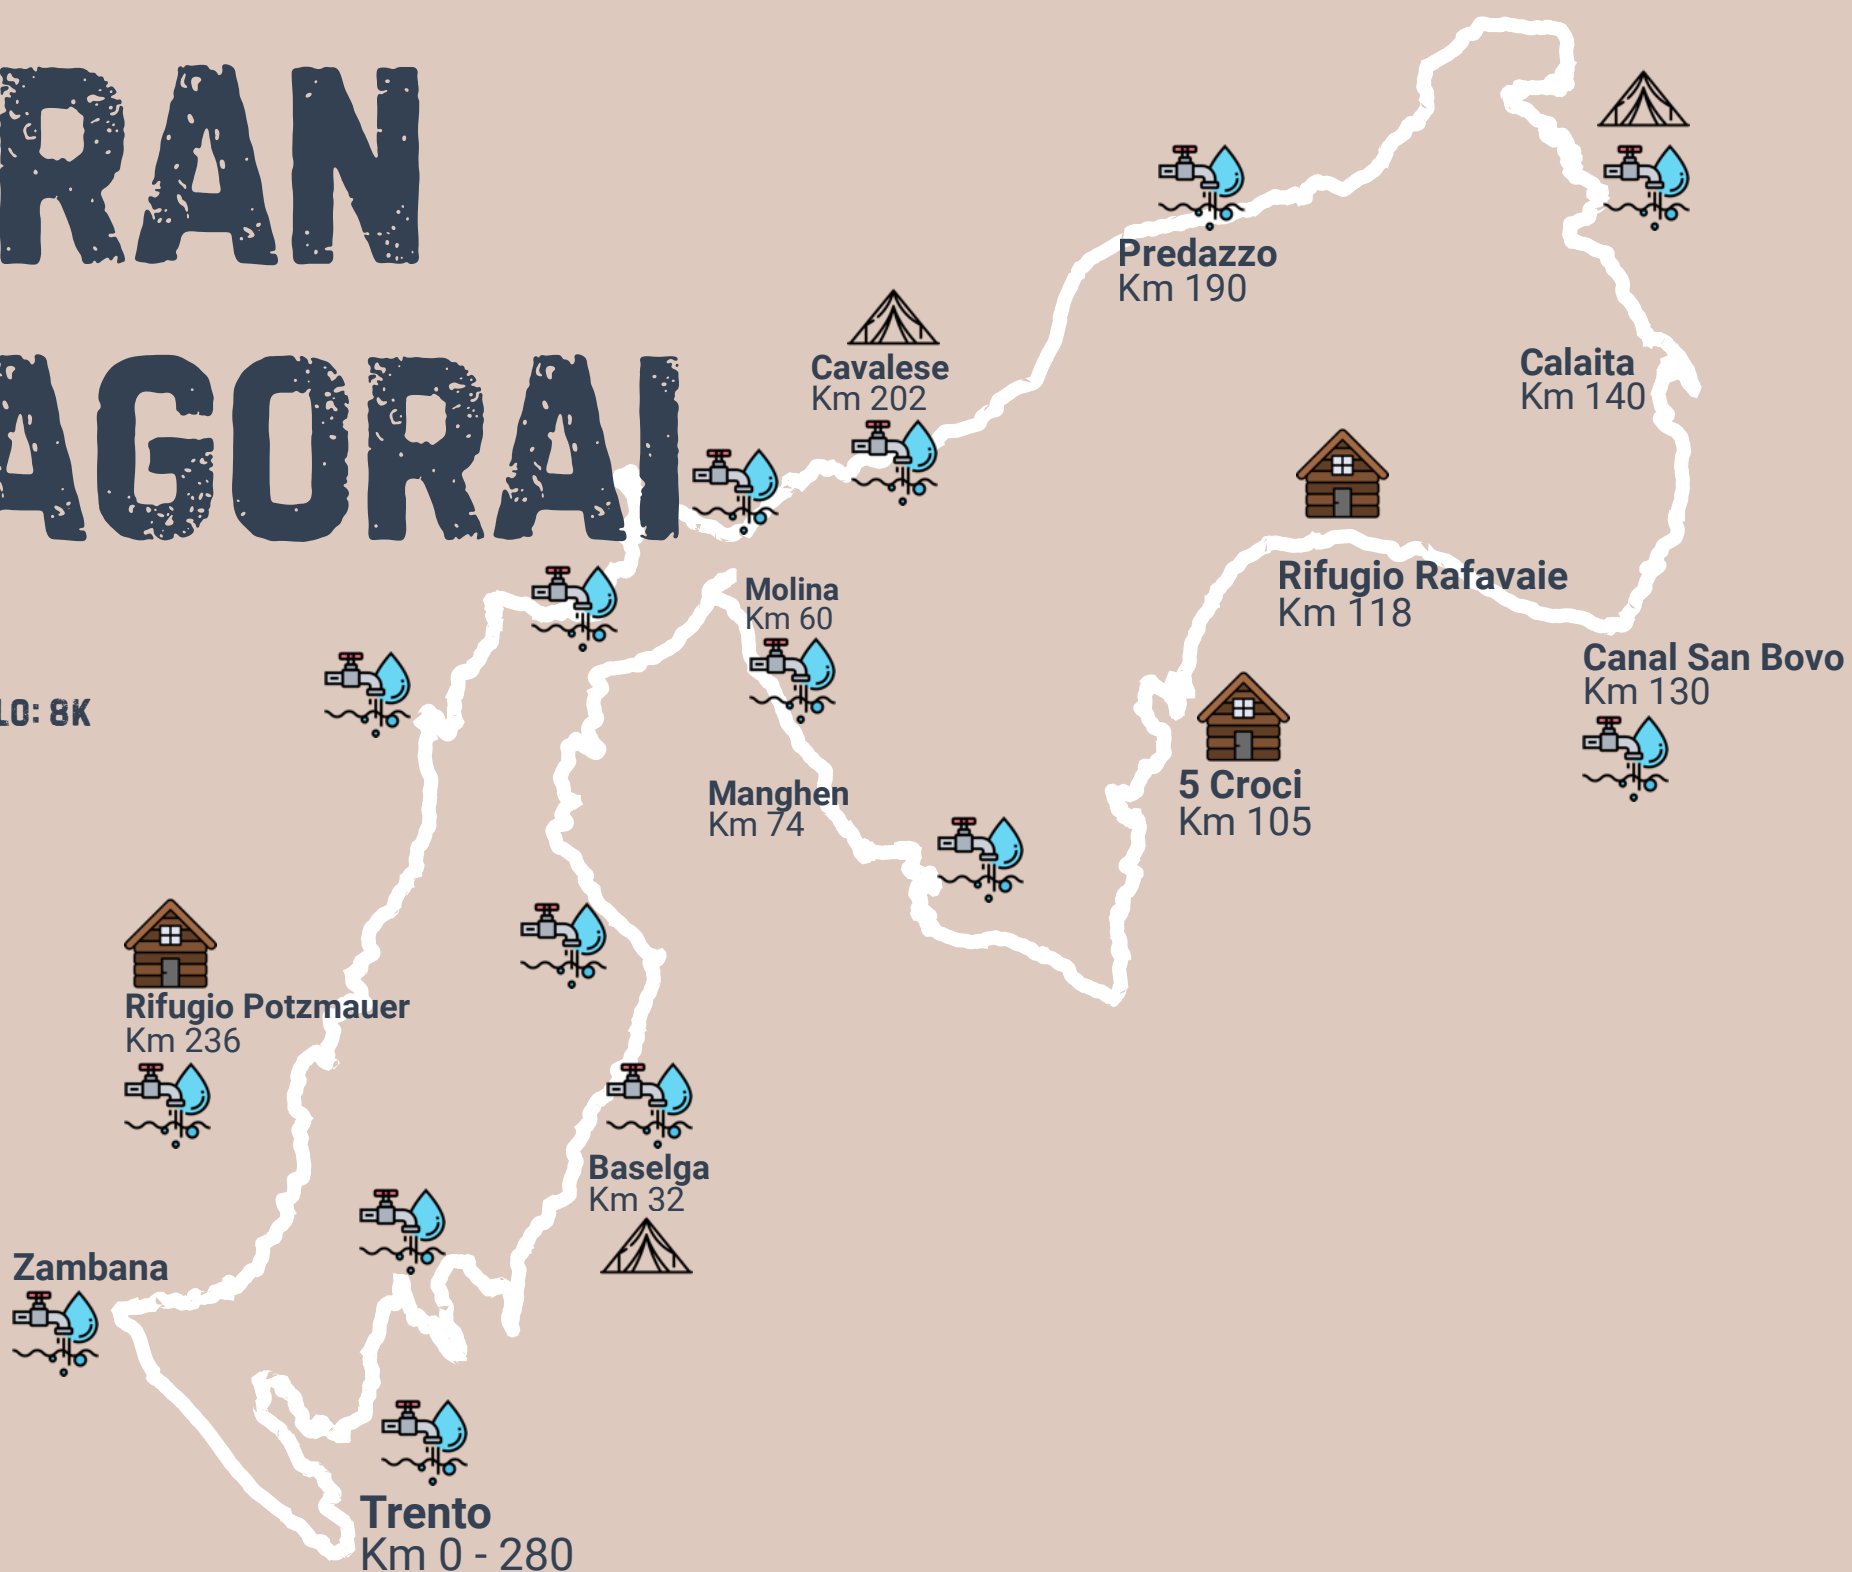 RAN
AGORAI
LO: 8K
Predazzo
Km 190
Cavalese
Km 202
Calaita
Km 140
Rifugio Rafavaie
Km 118
Molina
Km 60
Canal San Bovo
Km 130
5 Croci
Km 105
Manghen
Km 74
Rifugio Potzmauer
Km 236
Baselga
Km 32
Zambana
Trento
Km 0 - 280